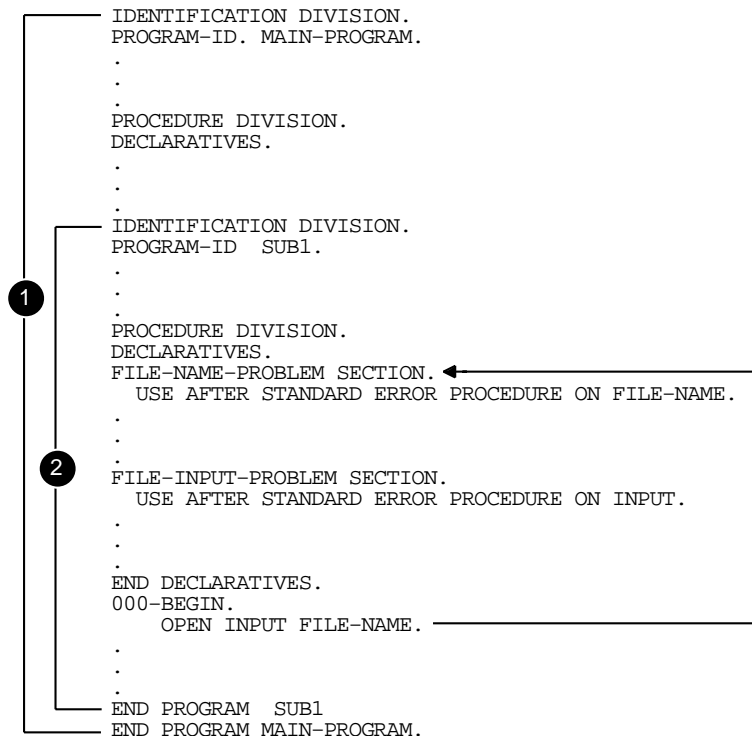 IDENTIFICATION DIVISION.
PROGRAM-ID. MAIN-PROGRAM.
.
.
.
PROCEDURE DIVISION.
DECLARATIVES.
.
.
.
IDENTIFICATION DIVISION.
PROGRAM-ID  SUB1.
.
.
.
1
PROCEDURE DIVISION.
DECLARATIVES.
FILE-NAME-PROBLEM SECTION.
USE AFTER STANDARD ERROR PROCEDURE ON FILE-NAME.
.
.
.
2
FILE-INPUT-PROBLEM SECTION.
USE AFTER STANDARD ERROR PROCEDURE ON INPUT.
.
.
.
END DECLARATIVES.
000-BEGIN.
OPEN INPUT FILE-NAME.
.
.
.
END PROGRAM  SUB1
END PROGRAM MAIN-PROGRAM.